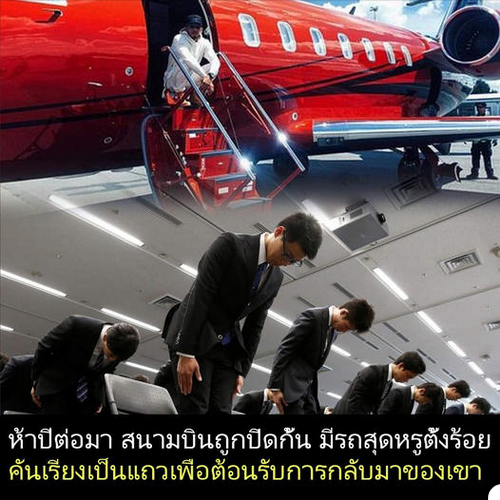 ห้าปีต่อมา สนามบินถูกปิดกั้น มีรถสุดหรูตั้งร้อย
คันเรียงเป็นแถวเพื่อต้อนรับการกลับมาของเขา